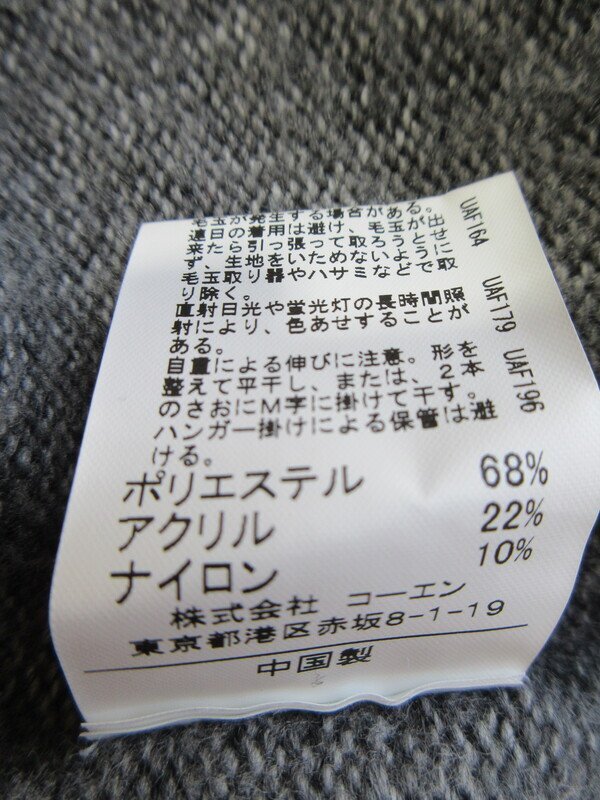 毛玉が発生する場合がある。
連日の着用は避け、毛玉が出
来たら引っ張って取ろうとせ
ず、生地をいためないように
毛玉取り器やハサミなどで取
り除く。
直射日光や蛍光灯の長時間照
射により、色あせすることが
ある。
自重による伸びに注意。形を
整えて平干し、または、2本
のさおにM字に掛けて干す。
ハンガー掛けによる保管は避
ける。
UAF164 UAF179 UAF196
ポリエステル 68%
アクリル 22%
ナイロン 10%
株式会社 コーエン
東京都港区赤坂8-1-19
中国製